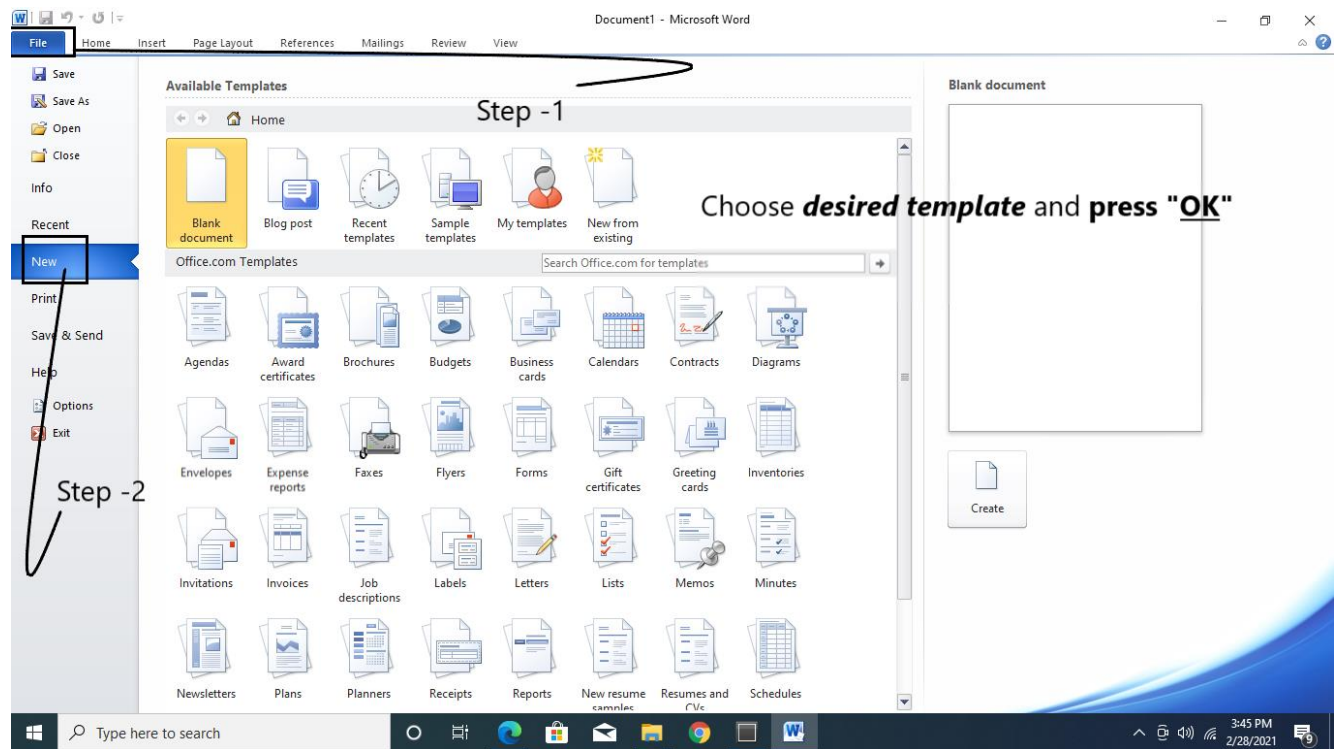 Document1 - Microsoft Word
File Home Insert Page Layout References Mailings Review View
Save
Save As
Open
Close
Info
Recent
New
Print
Save & Send
Help
Options
Exit
Step -2
Available Templates
Step -1
Home
Blank document
Blog post
Recent templates
Sample templates
My templates
New from existing
Choose desired template and press "OK"
Office.com Templates
Search Office.com for templates
Agendas
Award certificates
Brochures
Budgets
Business cards
Calendars
Contracts
Diagrams
Envelopes
Expense reports
Faxes
Flyers
Forms
Gift certificates
Greeting cards
Inventories
Invitations
Invoices
Job descriptions
Labels
Letters
Lists
Memos
Minutes
Newsletters
Plans
Planners
Receipts
Reports
New resume samples
Resumes and CVs
Schedules
Blank document
Create
Type here to search
3:45 PM
2/28/2021
9